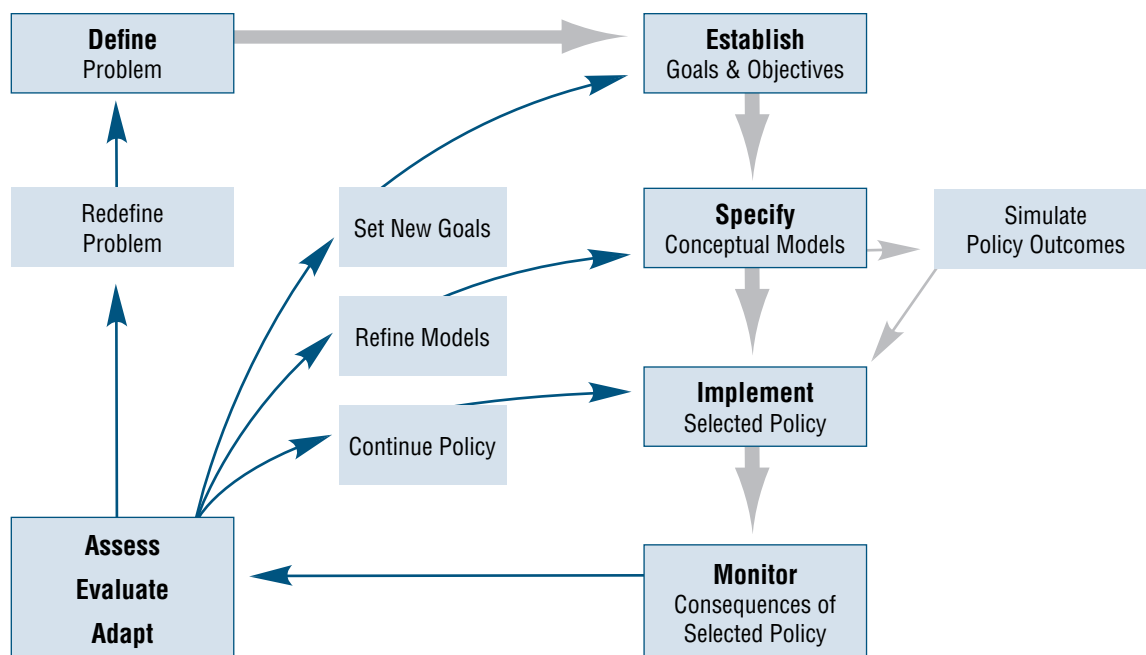 Define
Problem
Establish
Goals & Objectives
Redefine
Problem
Set New Goals
Specify
Conceptual Models
Simulate
Policy Outcomes
Refine Models
Implement
Selected Policy
Continue Policy
Assess
Evaluate
Adapt
Monitor
Consequences of
Selected Policy